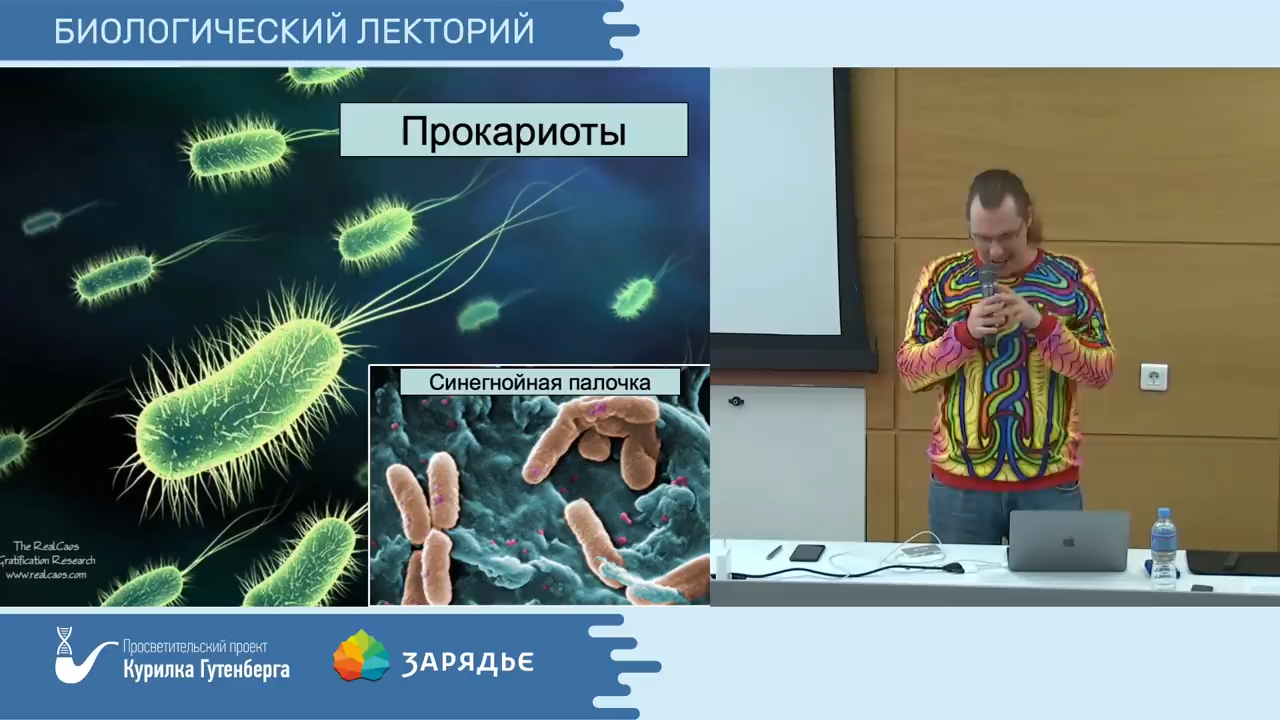 БИОЛОГИЧЕСКИЙ ЛЕКТОРИЙ
Прокариоты
Синегнойная палочка
The RealCaos
Gratification Research
www.realcaos.com
Просветительский проект
Курилка Гутенберга
ЗАРЯДЬЕ